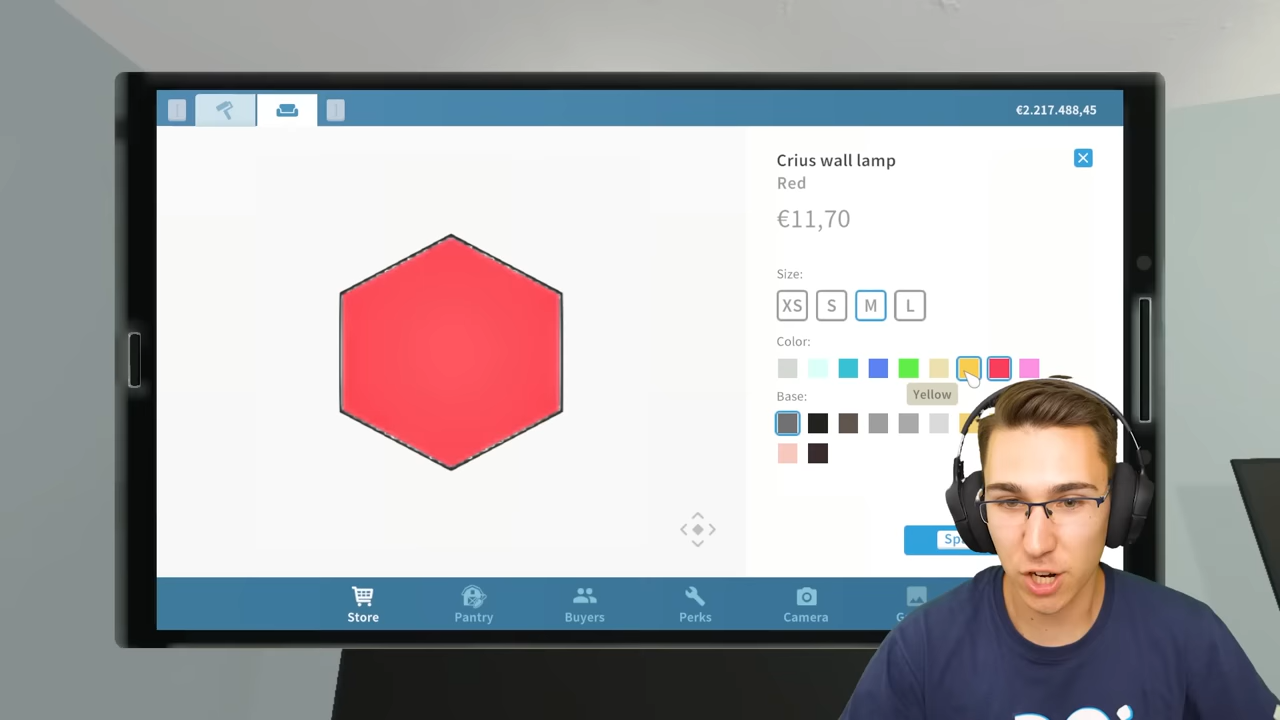 €2.217.488,45
Crius wall lamp
Red
€11,70
Size:
XS S M L
Color:
Yellow
Base:
Store Pantry Buyers Perks Camera